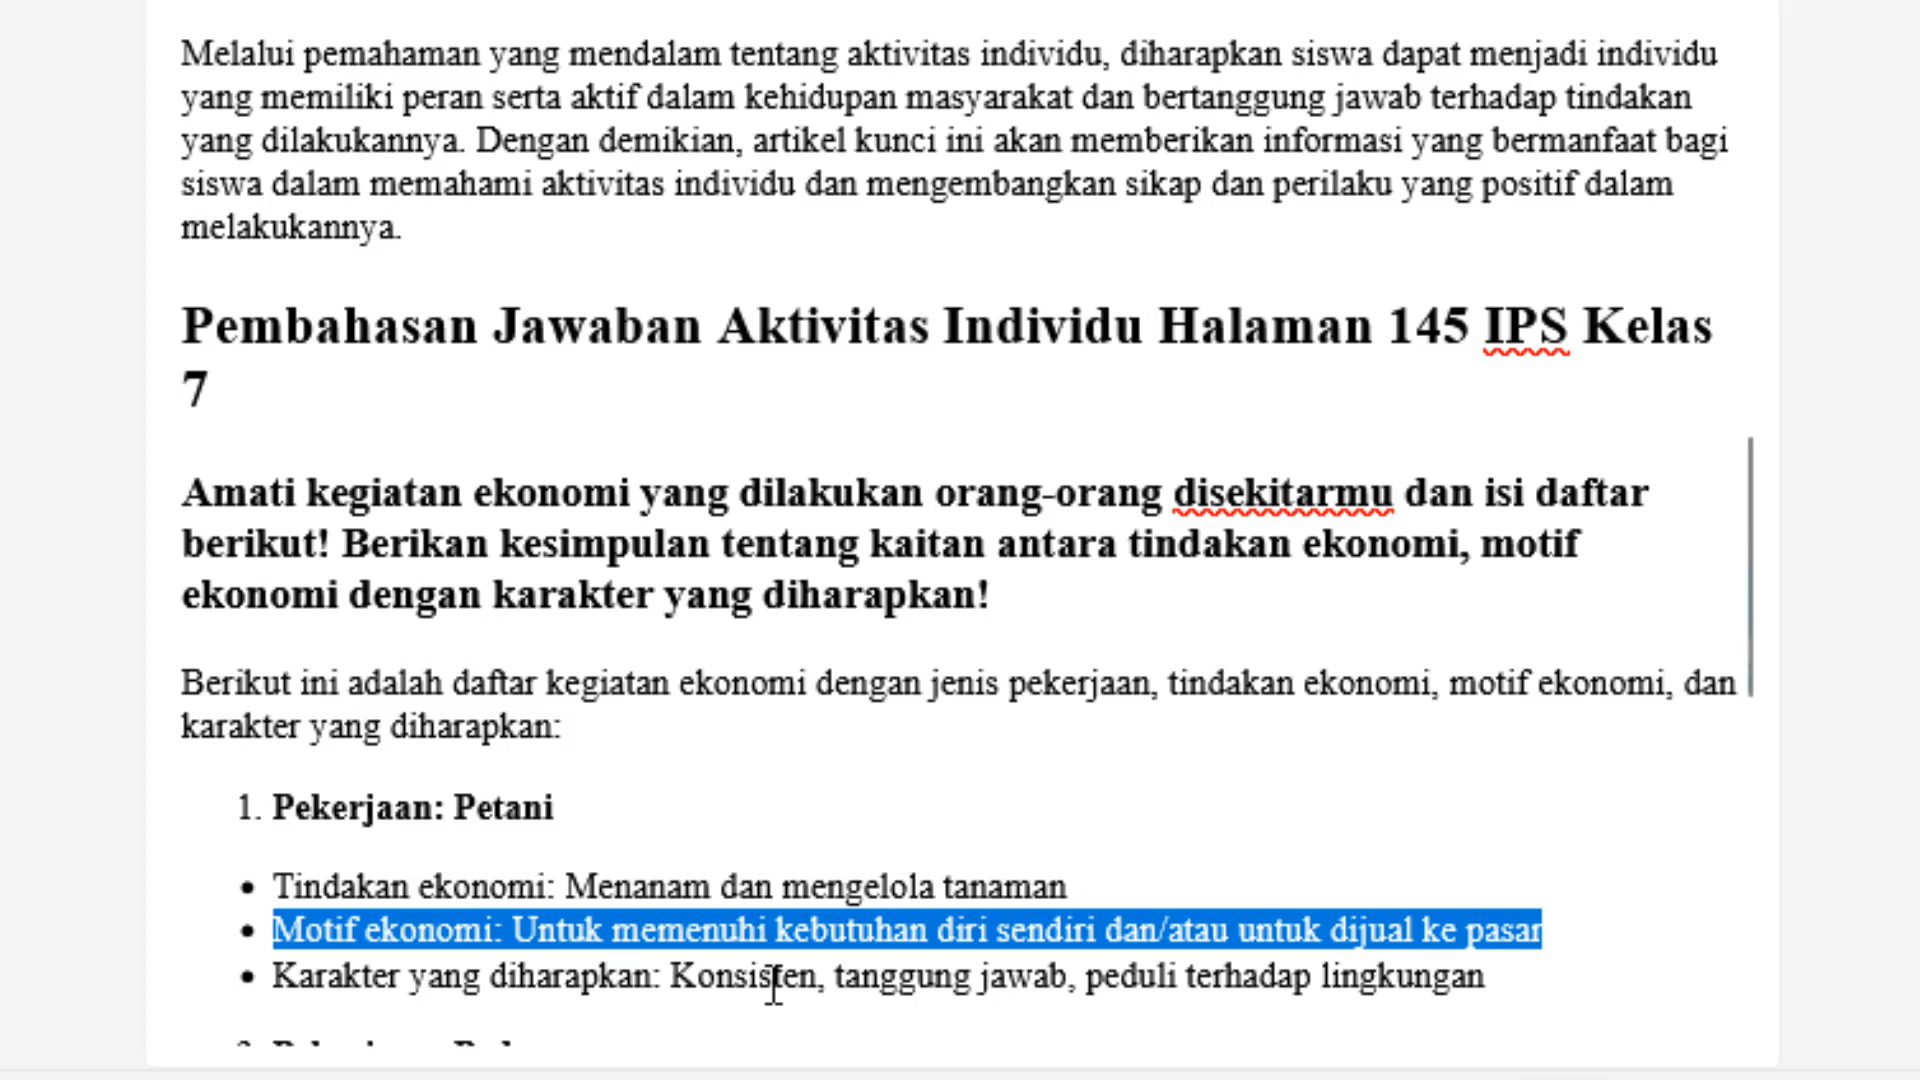 Melalui pemahaman yang mendalam tentang aktivitas individu, diharapkan siswa dapat menjadi individu
yang memiliki peran serta aktif dalam kehidupan masyarakat dan bertanggung jawab terhadap tindakan
yang dilakukannya. Dengan demikian, artikel kunci ini akan memberikan informasi yang bermanfaat bagi
siswa dalam memahami aktivitas individu dan mengembangkan sikap dan perilaku yang positif dalam
melakukannya.
Pembahasan Jawaban Aktivitas Individu Halaman 145 IPS Kelas
7
Amati kegiatan ekonomi yang dilakukan orang-orang disekitarmu dan isi daftar
berikut! Berikan kesimpulan tentang kaitan antara tindakan ekonomi, motif
ekonomi dengan karakter yang diharapkan!
Berikut ini adalah daftar kegiatan ekonomi dengan jenis pekerjaan, tindakan ekonomi, motif ekonomi, dan
karakter yang diharapkan:
1. Pekerjaan: Petani
• Tindakan ekonomi: Menanam dan mengelola tanaman
• Motif ekonomi: Untuk memenuhi kebutuhan diri sendiri dan/atau untuk dijual ke pasar
• Karakter yang diharapkan: Konsisten, tanggung jawab, peduli terhadap lingkungan